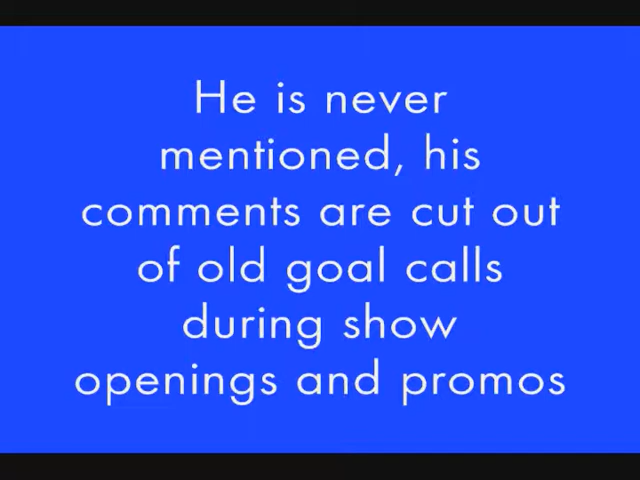 He is never
mentioned, his
comments are cut out
of old goal calls
during show
openings and promos